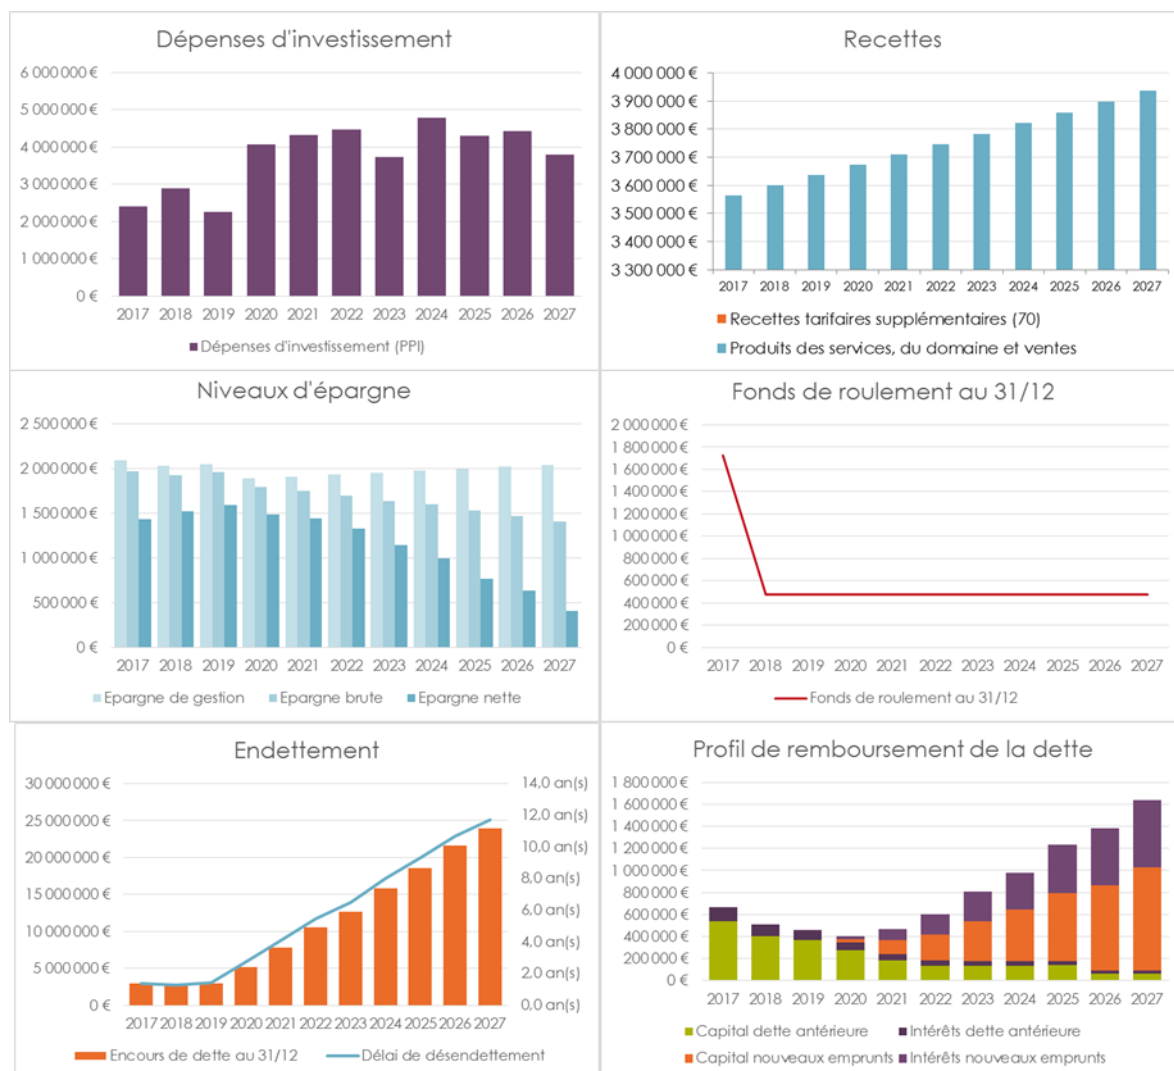 Dépenses d'investissement
6 000 000 €
5 000 000 €
4 000 000 €
3 000 000 €
2 000 000 €
1 000 000 €
0 €
2017 2018 2019 2020 2021 2022 2023 2024 2025 2026 2027
Dépenses d'investissement (PPI)
Recettes
4 000 000 €
3 900 000 €
3 800 000 €
3 700 000 €
3 600 000 €
3 500 000 €
3 400 000 €
3 300 000 €
2017 2018 2019 2020 2021 2022 2023 2024 2025 2026 2027
Recettes tarifaires supplémentaires (70)
Produits des services, du domaine et ventes
Niveaux d'épargne
2 500 000 €
2 000 000 €
1 500 000 €
1 000 000 €
500 000 €
0 €
2017 2018 2019 2020 2021 2022 2023 2024 2025 2026 2027
Epargne de gestion Epargne brute Epargne nette
Fonds de roulement au 31/12
2 000 000 €
1 800 000 €
1 600 000 €
1 400 000 €
1 200 000 €
1 000 000 €
800 000 €
600 000 €
400 000 €
200 000 €
0 €
2017 2018 2019 2020 2021 2022 2023 2024 2025 2026 2027
Fonds de roulement au 31/12
Endettement
30 000 000 €
25 000 000 €
20 000 000 €
15 000 000 €
10 000 000 €
5 000 000 €
0 €
14,0 an(s)
12,0 an(s)
10,0 an(s)
8,0 an(s)
6,0 an(s)
4,0 an(s)
2,0 an(s)
0,0 an(s)
2017 2018 2019 2020 2021 2022 2023 2024 2025 2026 2027
Encours de dette au 31/12 Délai de désendettement
Profil de remboursement de la dette
1 800 000 €
1 600 000 €
1 400 000 €
1 200 000 €
1 000 000 €
800 000 €
600 000 €
400 000 €
200 000 €
0 €
2017 2018 2019 2020 2021 2022 2023 2024 2025 2026 2027
Capital dette antérieure Intérêts dette antérieure
Capital nouveaux emprunts Intérêts nouveaux emprunts